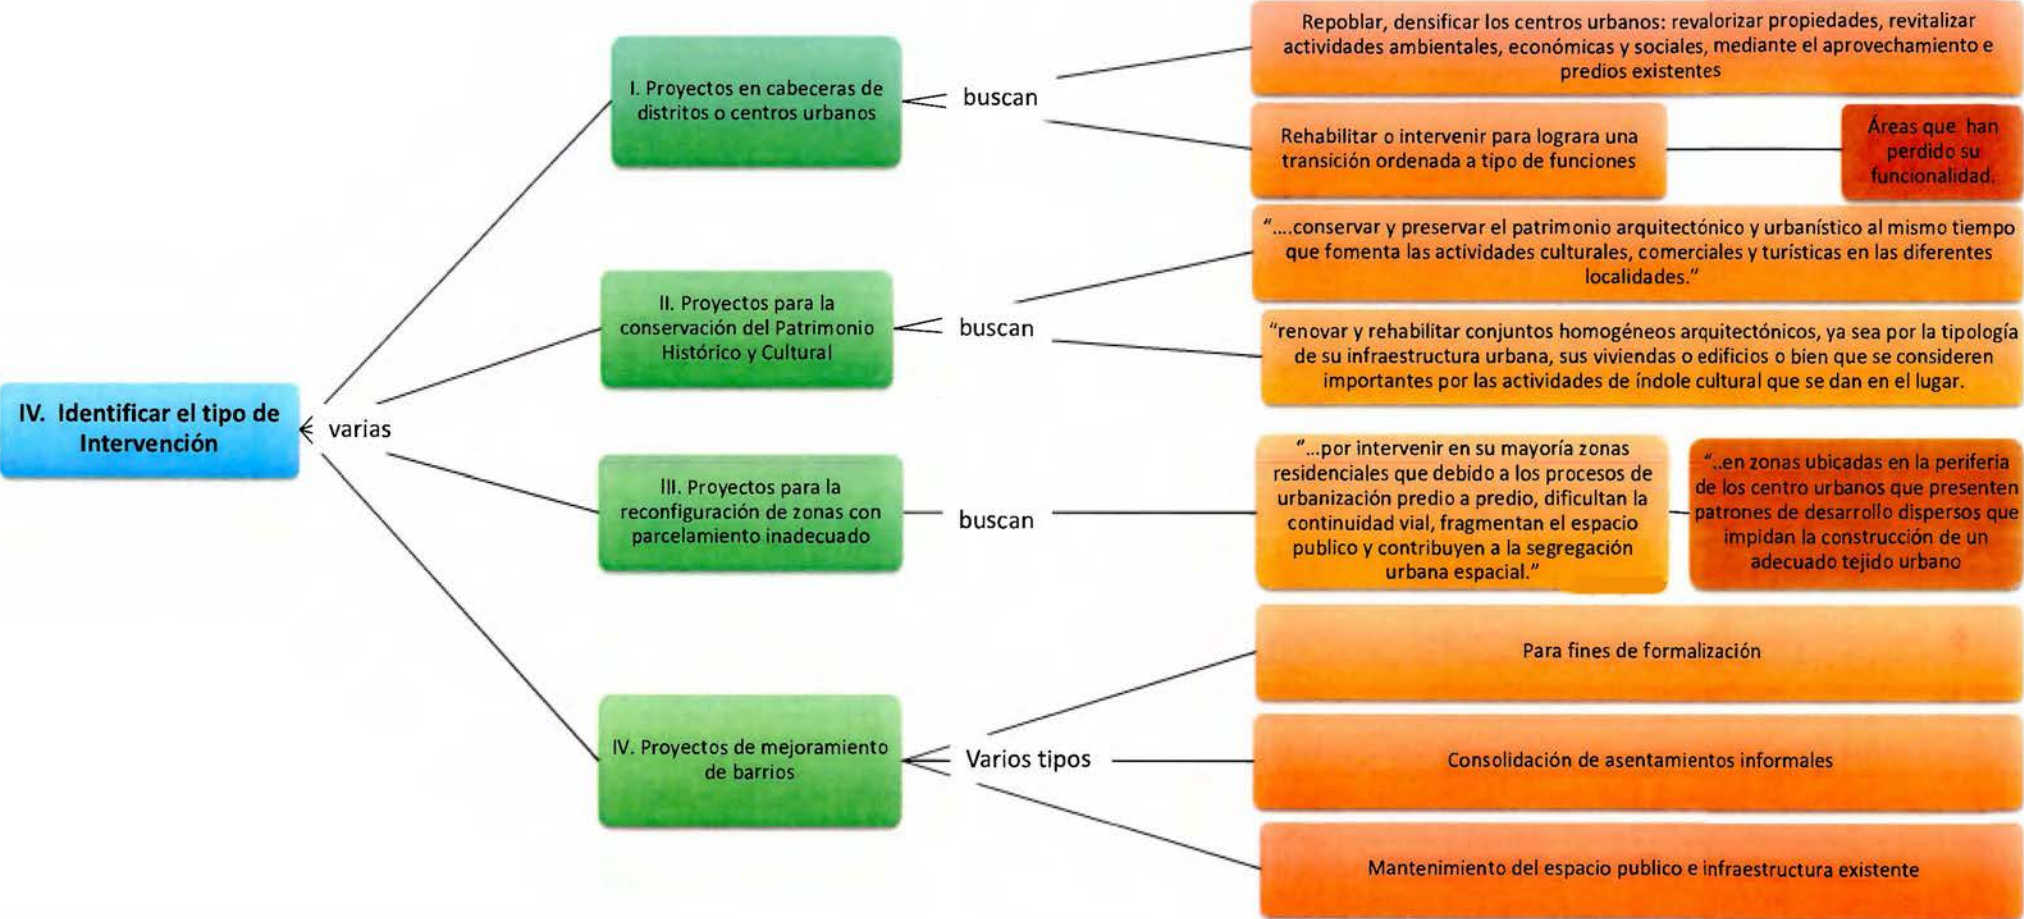 IV. Identificar el tipo de
Intervención
varias
I. Proyectos en cabeceras de
distritos o centros urbanos
buscan
Repoblar, densificar los centros urbanos: revalorizar propiedades, revitalizar
actividades ambientales, económicas y sociales, mediante el aprovechamiento e
predios existentes
Rehabilitar o intervenir para lograra una
transición ordenada a tipo de funciones
Áreas que han
perdido su
funcionalidad.
II. Proyectos para la
conservación del Patrimonio
Histórico y Cultural
buscan
“....conservar y preservar el patrimonio arquitectónico y urbanístico al mismo tiempo
que fomenta las actividades culturales, comerciales y turísticas en las diferentes
localidades.”
“renovar y rehabilitar conjuntos homogéneos arquitectónicos, ya sea por la tipología
de su infraestructura urbana, sus viviendas o edificios o bien que se consideren
importantes por las actividades de índole cultural que se dan en el lugar.
III. Proyectos para la
reconfiguración de zonas con
parcelamiento inadecuado
buscan
“...por intervenir en su mayoría zonas
residenciales que debido a los procesos de
urbanización predio a predio, dificultan la
continuidad vial, fragmentan el espacio
publico y contribuyen a la segregación
urbana espacial.”
“..en zonas ubicadas en la periferia
de los centro urbanos que presenten
patrones de desarrollo dispersos que
impidan la construcción de un
adecuado tejido urbano
IV. Proyectos de mejoramiento
de barrios
Varios tipos
Para fines de formalización
Consolidación de asentamientos informales
Mantenimiento del espacio publico e infraestructura existente